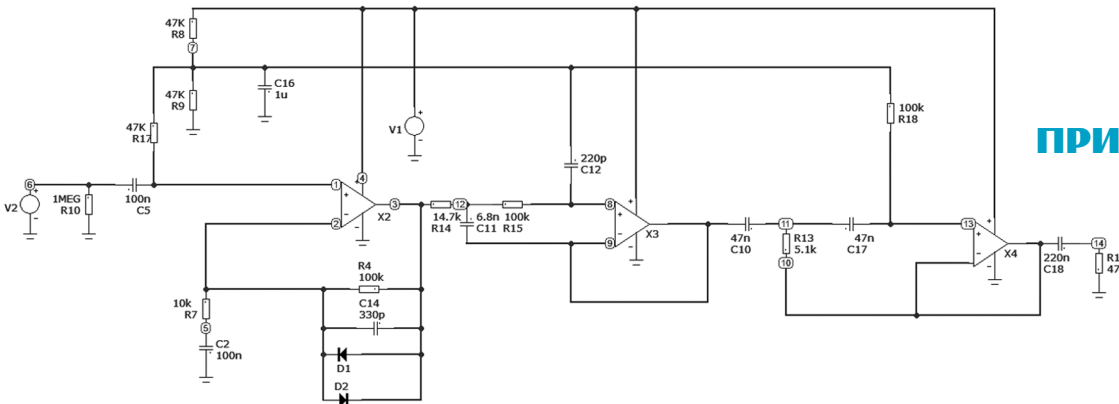 47K
R8
7
47K
R9
C16
1u
V1
+
-
47K
R17
100k
R18
ПРИ
220p
C12
6
+
V2
-
1MEG
R10
100n
C5
1
4
+
-
+
-
X2
2
3
14.7k
R14
12
6.8n
C11
100k
R15
8
9
+
-
+
-
X3
47n
C10
11
R13
5.1k
10
47n
C17
13
+
-
+
-
X4
220n
C18
14
R1
47
R4
100k
C14
330p
D1
D2
10k
R7
5
C2
100n